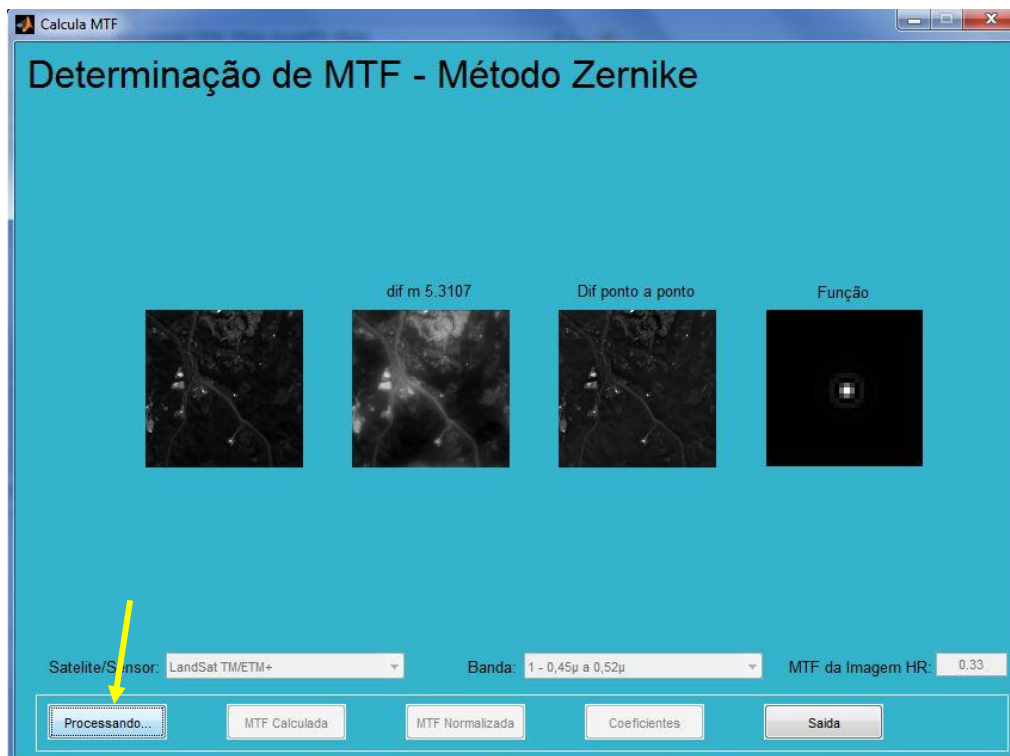 Calcula MTF
Determinação de MTF - Método Zernike
dif m 5.3107
Dif ponto a ponto
Função
Satelite/Sensor: LandSat TM/ETM+ Banda: 1 - 0,45µ a 0,52µ MTF da Imagem HR: 0.33
Processando... MTF Calculada MTF Normalizada Coeficientes Saida